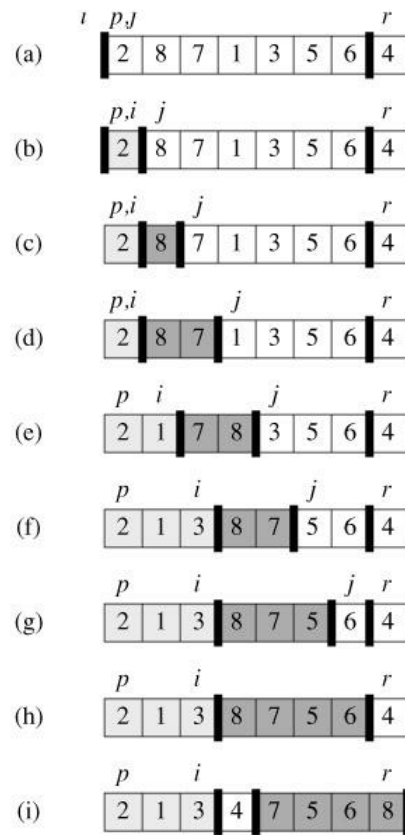 i p,j r
(a) 2 8 7 1 3 5 6 4
p,i j r
(b) 2 8 7 1 3 5 6 4
p,i j r
(c) 2 8 7 1 3 5 6 4
p,i j r
(d) 2 8 7 1 3 5 6 4
p i j r
(e) 2 1 7 8 3 5 6 4
p i j r
(f) 2 1 3 8 7 5 6 4
p i j r
(g) 2 1 3 8 7 5 6 4
p i r
(h) 2 1 3 8 7 5 6 4
p i r
(i) 2 1 3 4 7 5 6 8